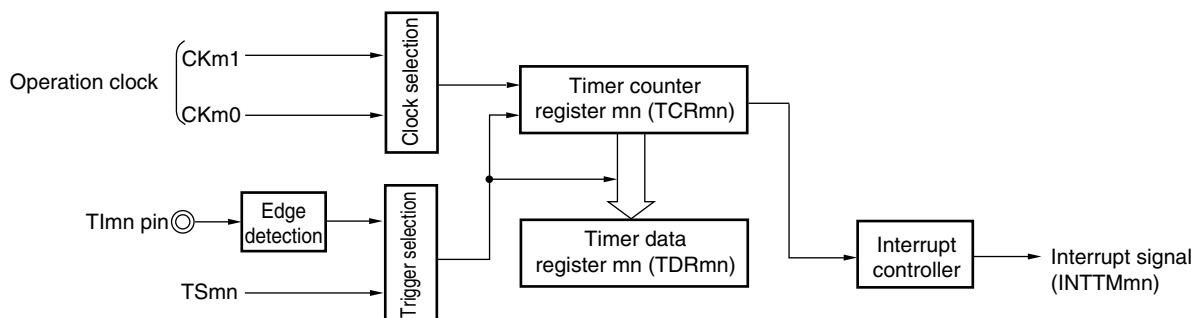 Operation clock
CKm1
CKm0
Clock selection
Timer counter
register mn (TCRmn)
TImn pin
Edge
detection
TSmn
Trigger selection
Timer data
register mn (TDRmn)
Interrupt
controller
Interrupt signal
(INTTMmn)